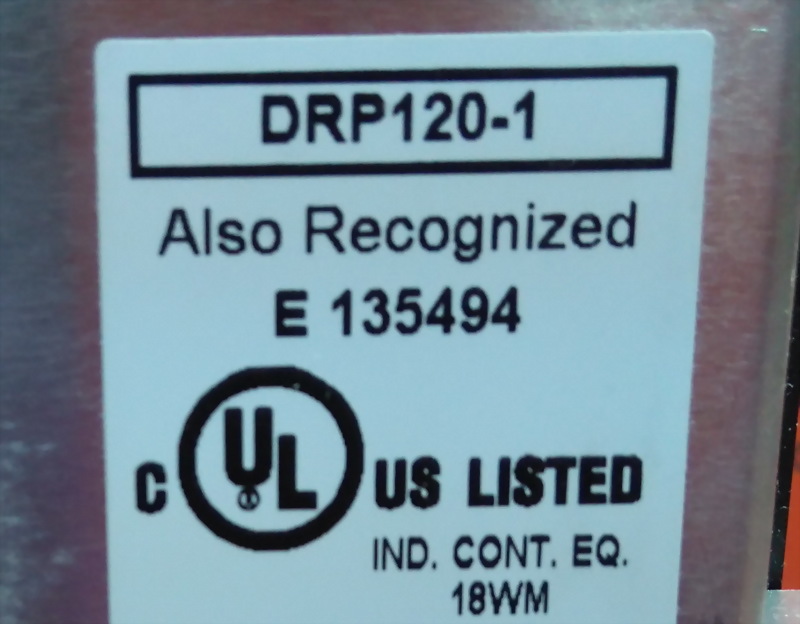 DRP120-1
Also Recognized
E 135494
C UL US LISTED
IND. CONT. EQ.
18WM